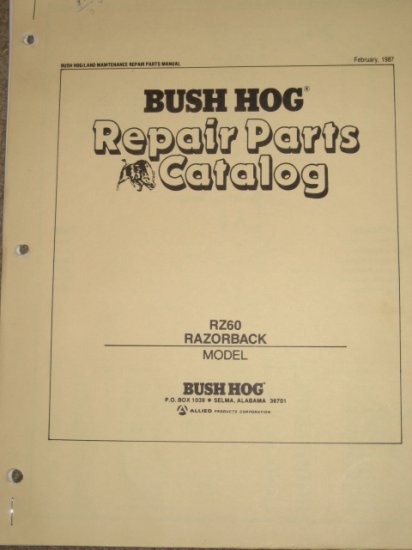 BUSH HOG/LAND MAINTENANCE REPAIR PARTS MANUAL
February, 1987
BUSH HOG®
Repair Parts
Catalog
RZ60
RAZORBACK
MODEL
BUSH HOG®
P.O. BOX 1039 • SELMA, ALABAMA 36701
ALLIED PRODUCTS CORPORATION